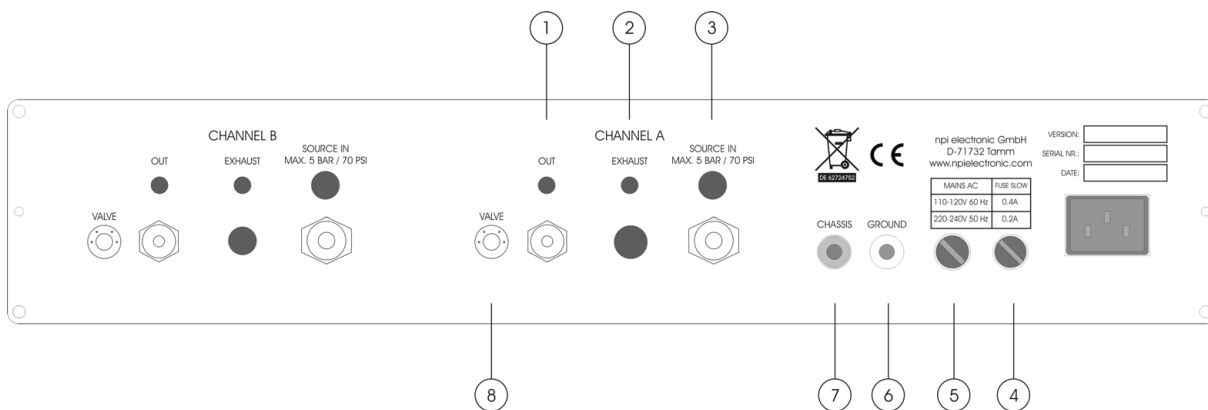 1
2
3
CHANNEL B
OUT
EXHAUST
SOURCE IN
MAX. 5 BAR / 70 PSI
VALVE
CHANNEL A
OUT
EXHAUST
SOURCE IN
MAX. 5 BAR / 70 PSI
VALVE
DE 62724752
CE
npi electronic GmbH
D-71732 Tamm
www.npielectronic.com
MAINS AC FUSE SLOW
110-120V 60 Hz 0.4A
220-240V 50 Hz 0.2A
VERSION:
SERIAL NR.:
DATE:
CHASSIS
GROUND
8
7
6
5
4